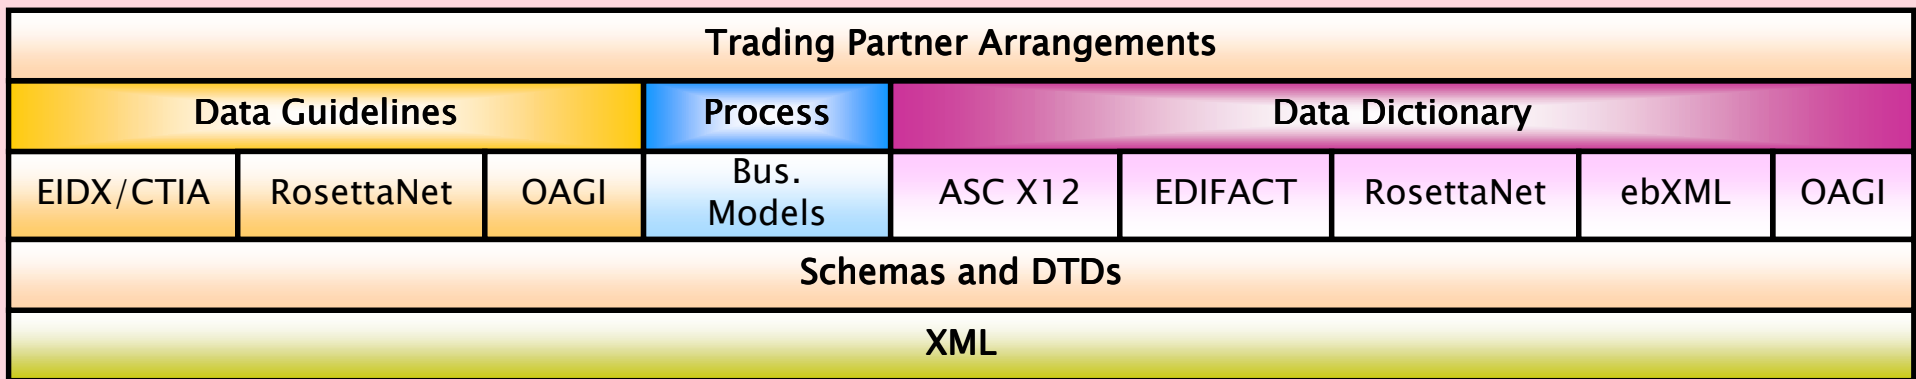 Trading Partner Arrangements
Data Guidelines Process Data Dictionary
EIDX/CTIA RosettaNet OAGI Bus. Models ASC X12 EDIFACT RosettaNet ebXML OAGI
Schemas and DTDs
XML